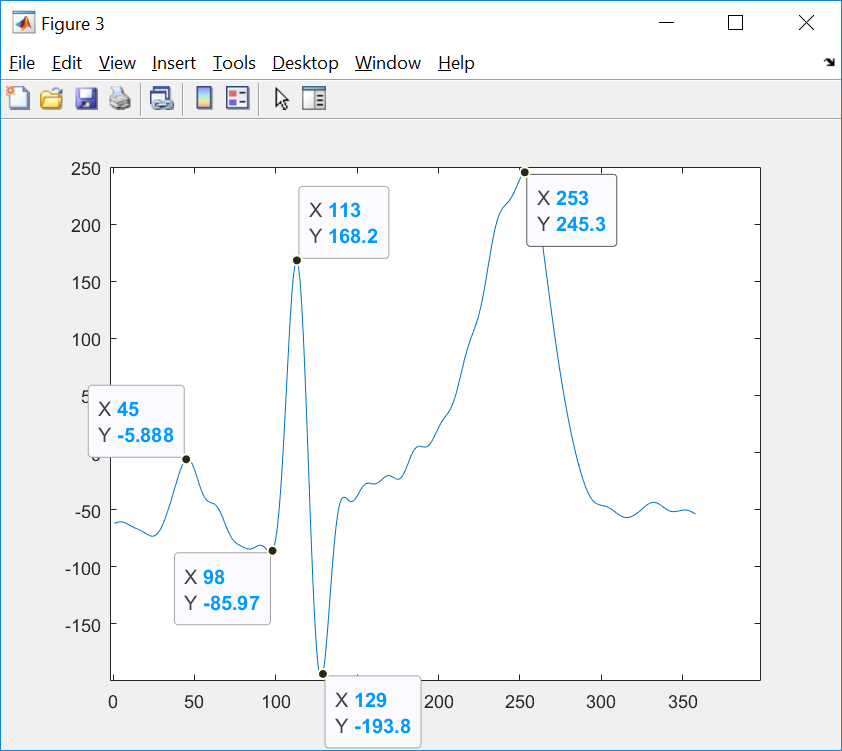 Figure 3
File Edit View Insert Tools Desktop Window Help
250
200
150
100
5
0
-50
-100
-150
X 113
Y 168.2
X 253
Y 245.3
X 45
Y -5.888
X 98
Y -85.97
X 129
Y -193.8
0 50 100 200 250 300 350